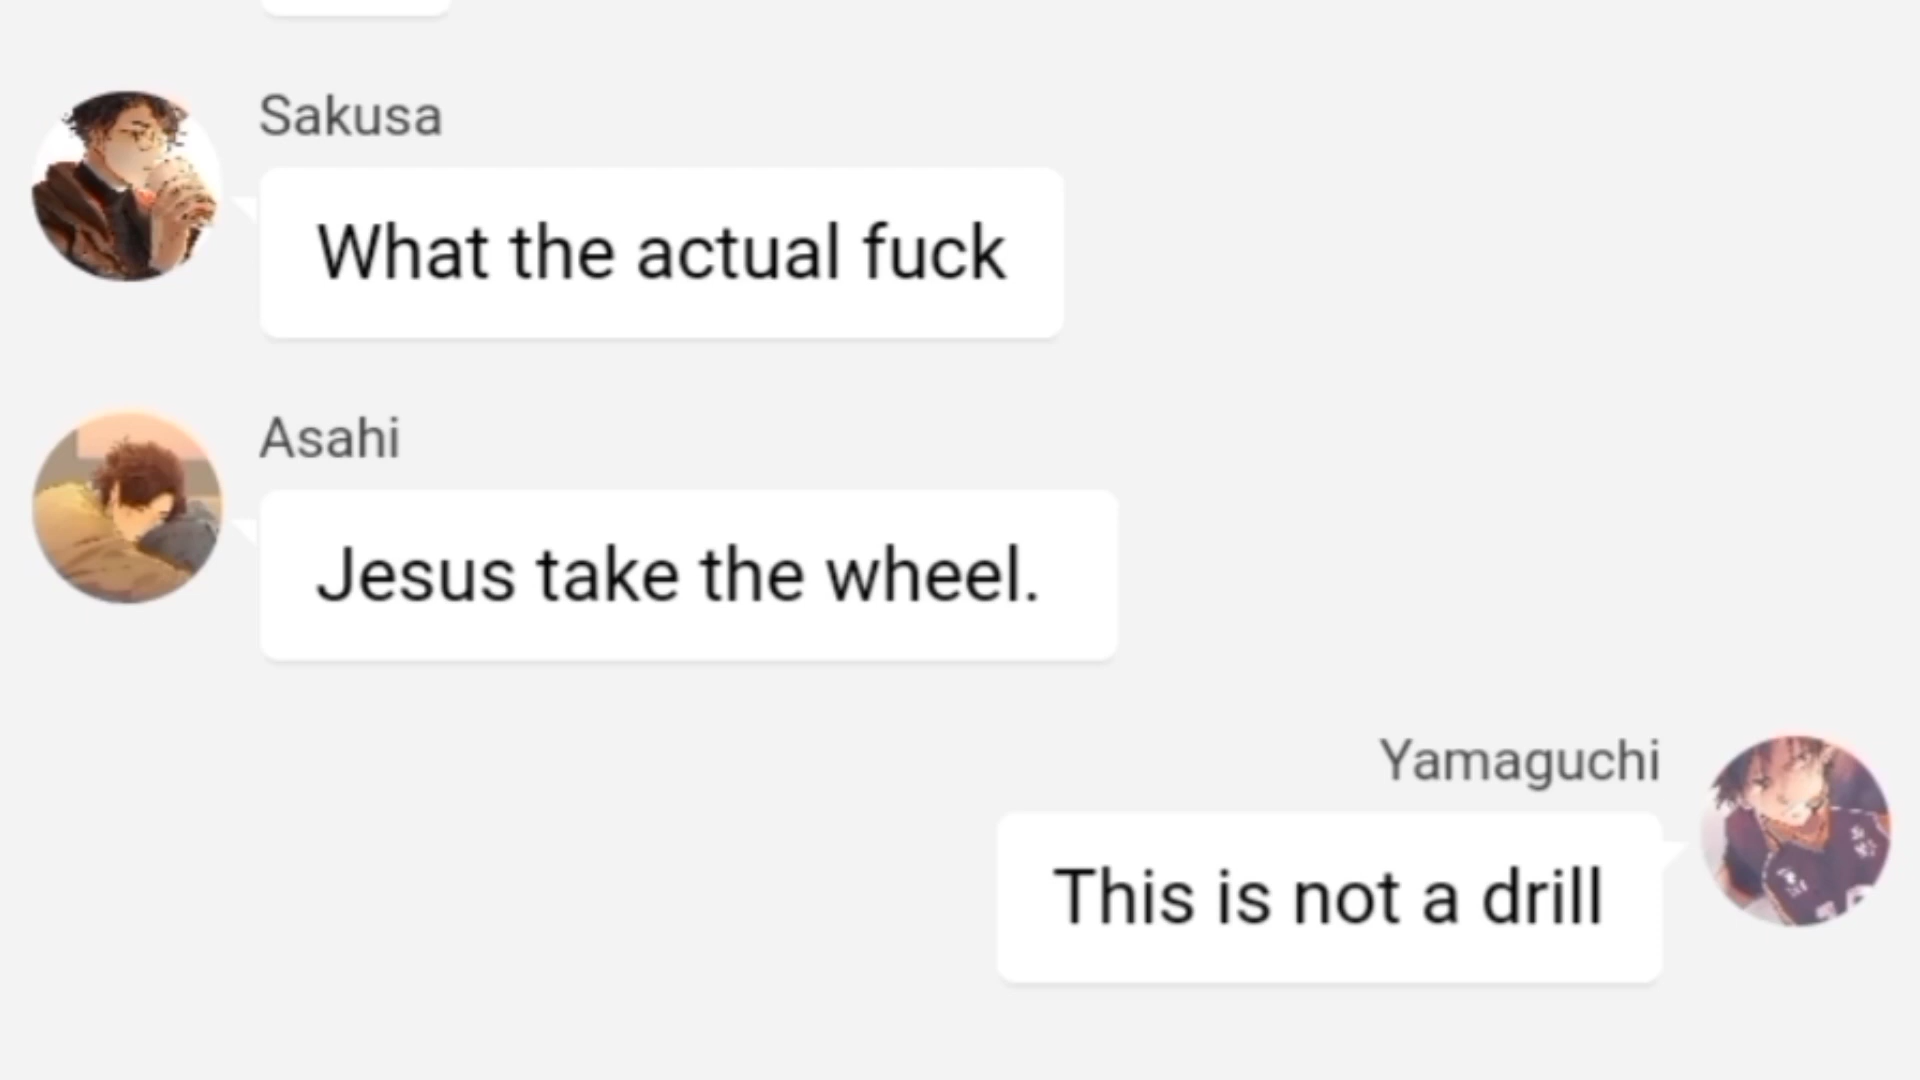 Sakusa
What the actual fuck
Asahi
Jesus take the wheel.
Yamaguchi
This is not a drill